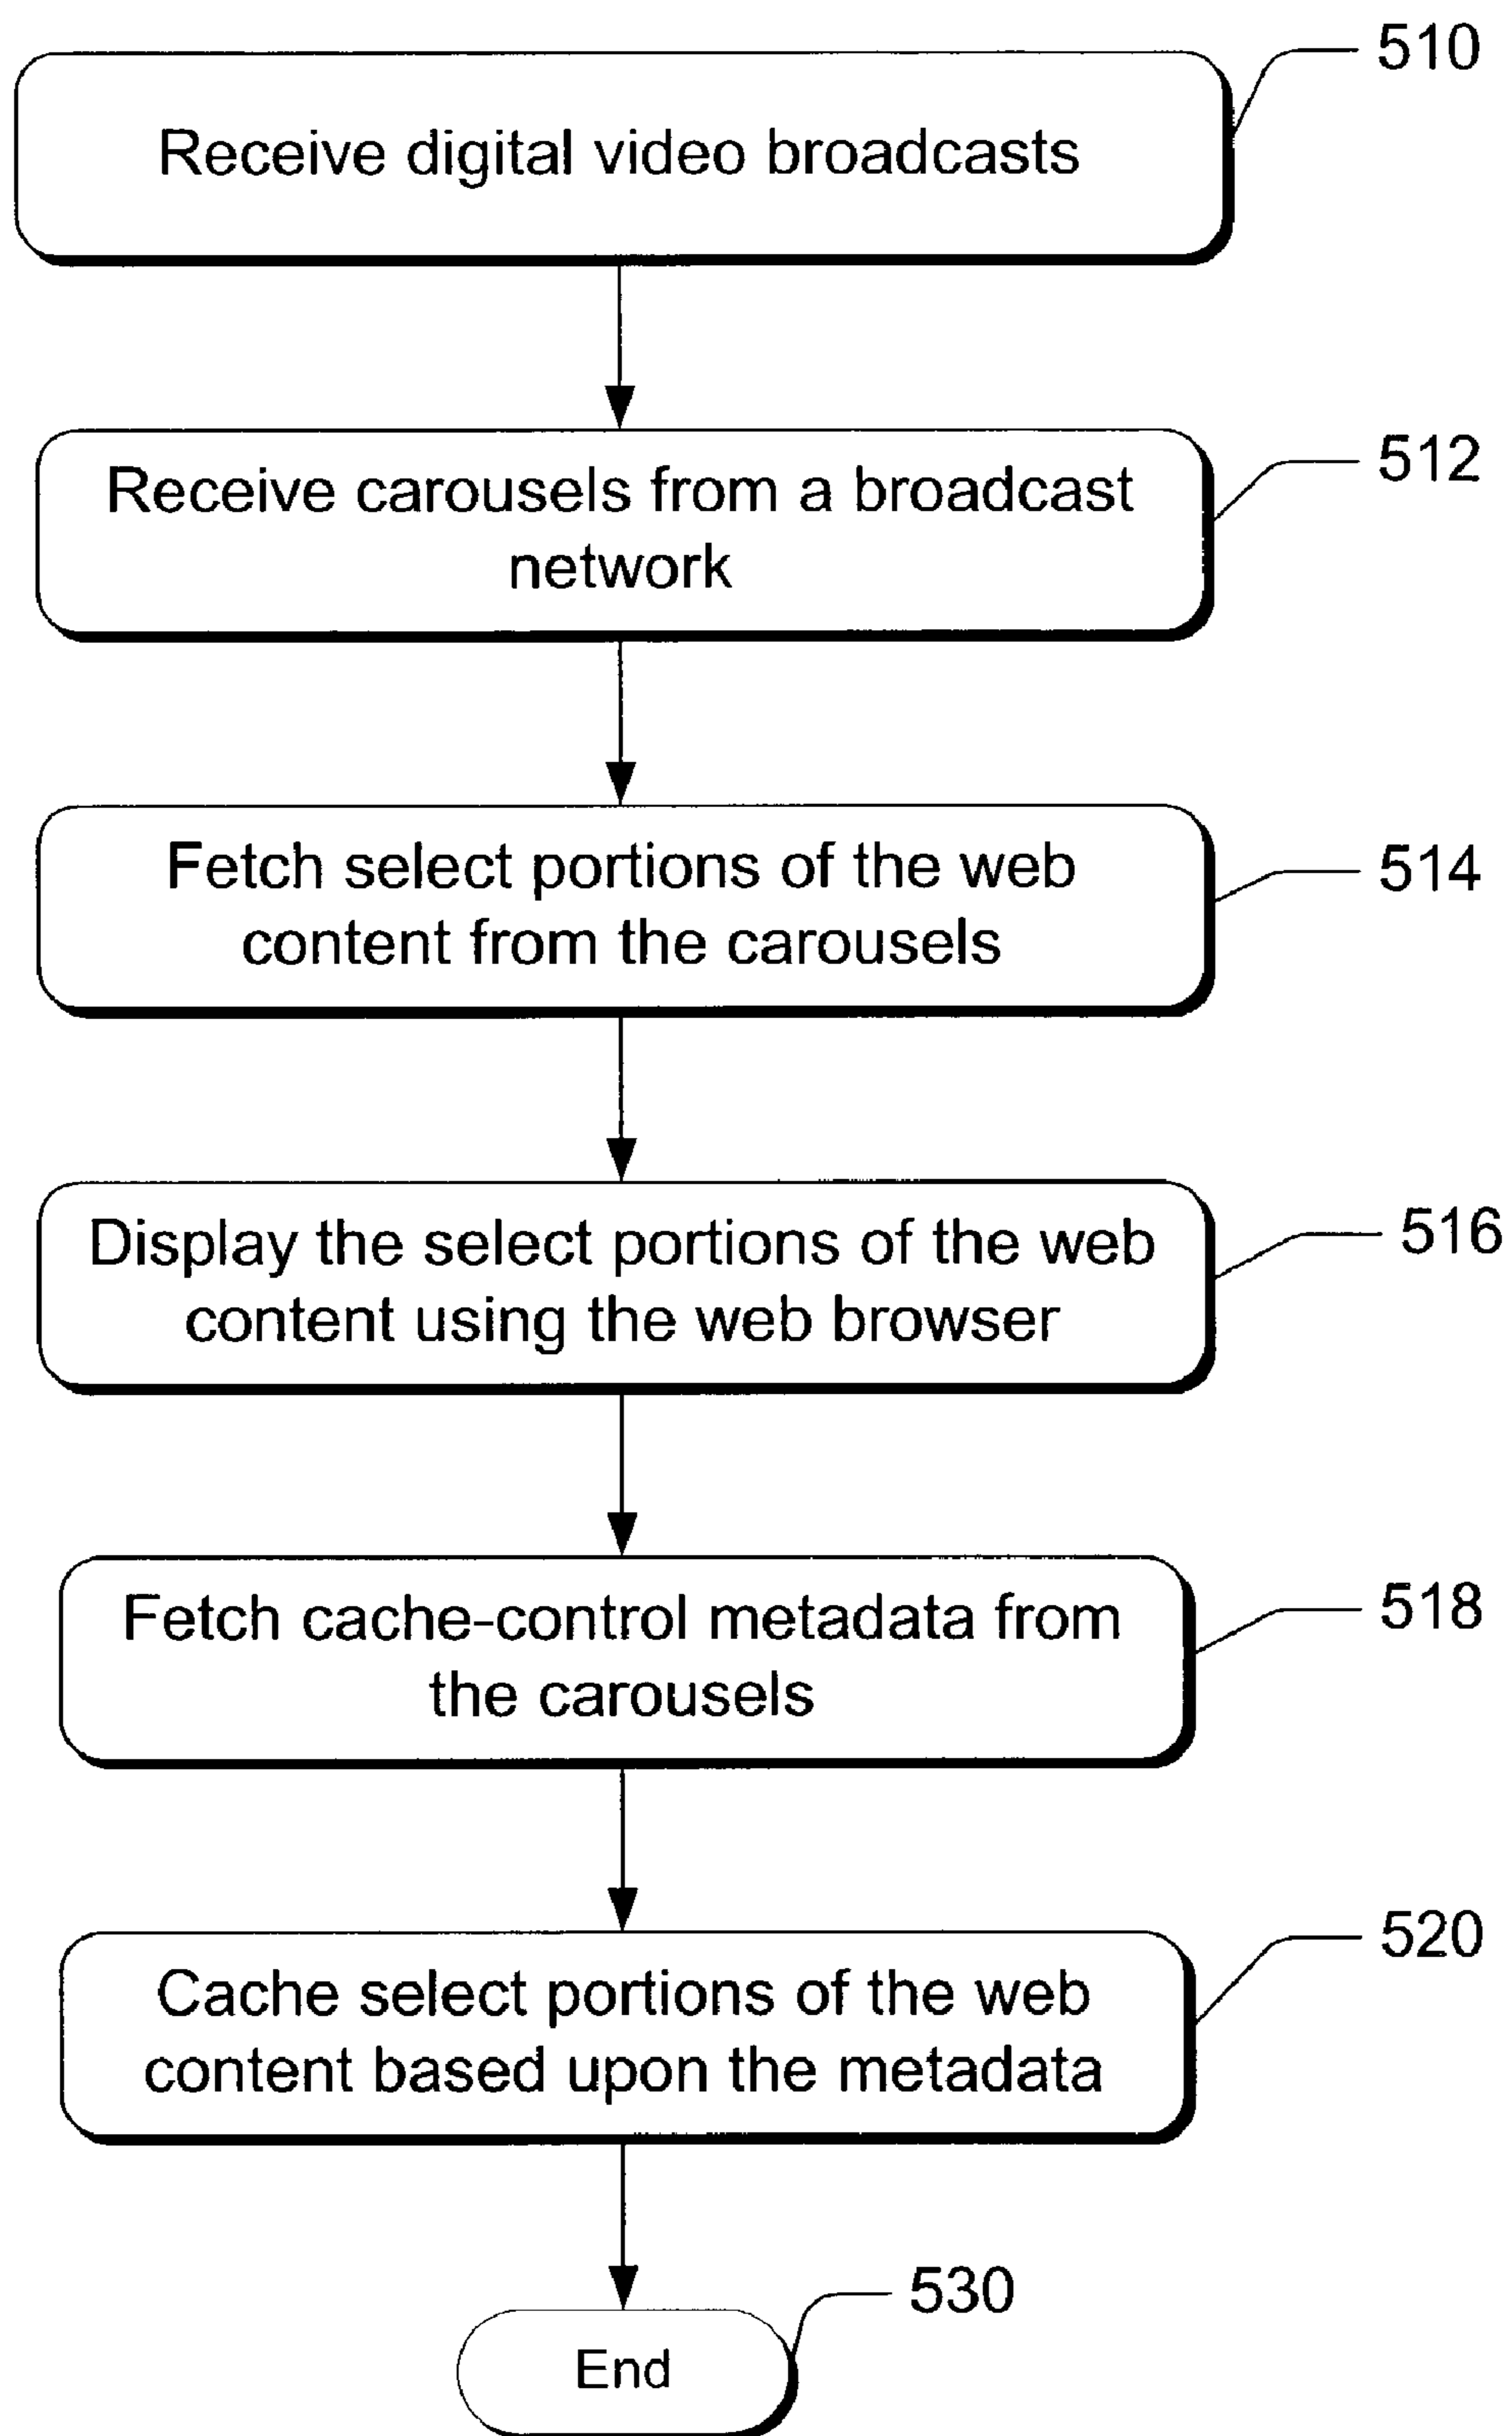 510
Receive digital video broadcasts
512
Receive carousels from a broadcast
network
514
Fetch select portions of the web
content from the carousels
516
Display the select portions of the web
content using the web browser
518
Fetch cache-control metadata from
the carousels
520
Cache select portions of the web
content based upon the metadata
530
End